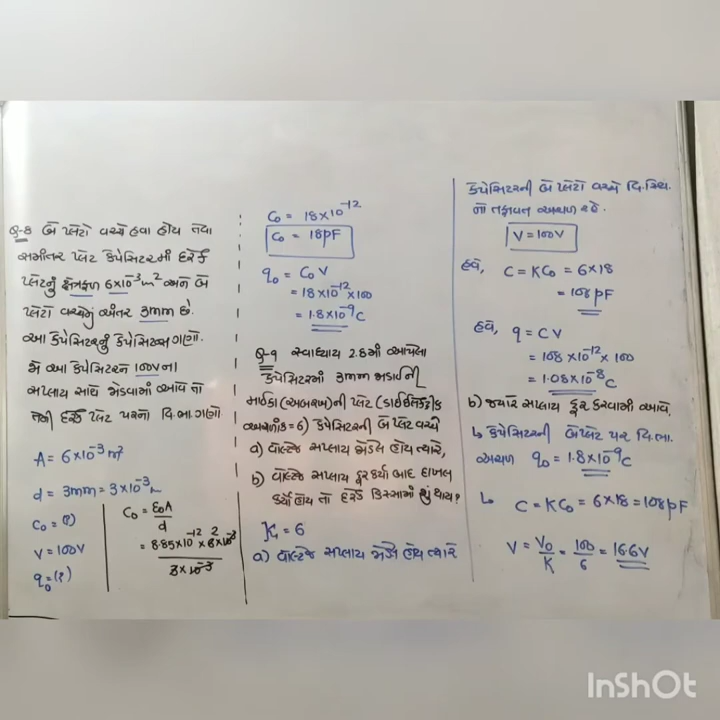 Q-8 બે પ્લેટો વચ્ચે હવા હોય તેવા
સમાંતર પ્લેટ કેપેસિટરમાં દરેક
પ્લેટનું ક્ષેત્રફળ 6×10⁻³m² અને બે
પ્લેટો વચ્ચેનું અંતર 3mm છે.
આ કેપેસિટરનું કેપેસિટન્સ ગણો.
જો આ કેપેસિટરને 100V ના
સપ્લાય સાથે જોડવામાં આવે તો
તેની દરેક પ્લેટ પરના વિ.ભા ગણો
A = 6×10⁻³ m²
d = 3mm = 3×10⁻³ m
C₀ = (?)
V = 100V
q₀ = (?)
C₀ = ε₀A
d
= 8.85×10⁻¹² × 6×10⁻³
3×10⁻³
C₀ = 18×10⁻¹²
C₀ = 18pF
q₀ = C₀V
= 18×10⁻¹²×100
= 1.8×10⁻⁹C
Q-9 સ્વાધ્યાય 2.8માં આપેલા
કેપેસિટરમાં 3mm જાડાઈની
માઈકા (અબરખ)ની પ્લેટ (ડાઈઈલેક્ટ્રીક
અચળાંક=6) કેપેસિટરની બે પ્લેટ વચ્ચે
a) વોલ્ટેજ સપ્લાય જોડેલ હોય ત્યારે,
b) વોલ્ટેજ સપ્લાય દૂર કર્યા બાદ દાખલ
કર્યા હોય તો દરેક કિસ્સામાં શું થાય?
K = 6
a) વોલ્ટેજ સપ્લાય જોડેલ હોય ત્યારે
કેપેસિટરની બે પ્લેટો વચ્ચે વિ.સ્થિ.
નો તફાવત અચળ રહે.
V = 100V
હવે, C = KC₀ = 6×18
= 108pF
હવે, q = CV
= 108×10⁻¹²×100
= 1.08×10⁻⁸C
b) જ્યારે સપ્લાય દૂર કરવામાં આવે.
↳ કેપેસિટરની બે પ્લેટ પર વિ.ભા.
અચળ q₀ = 1.8×10⁻⁹C
↳ C = KC₀ = 6×18 = 108pF
V = V₀/K = 100/6 = 16.6V
InShOt